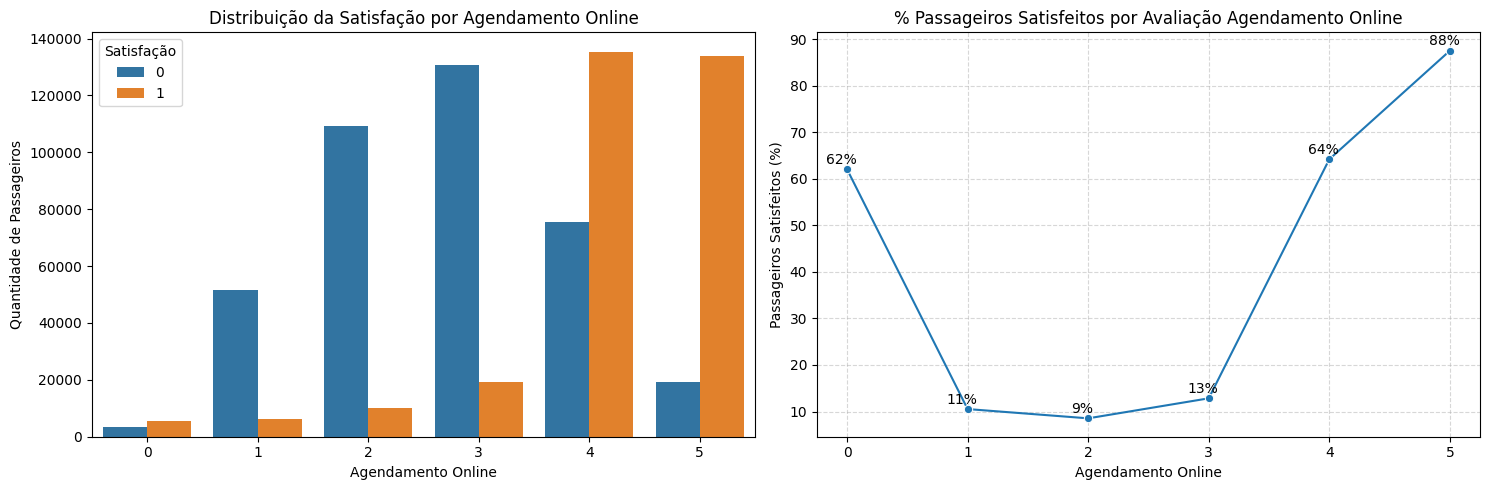 Distribuição da Satisfação por Agendamento Online
Satisfação
0
1
140000
120000
100000
80000
60000
40000
20000
0
Quantidade de Passageiros
0 1 2 3 4 5
Agendamento Online
% Passageiros Satisfeitos por Avaliação Agendamento Online
90
80
70
60
50
40
30
20
10
Passageiros Satisfeitos (%)
62%
11%
9%
13%
64%
88%
0 1 2 3 4 5
Agendamento Online